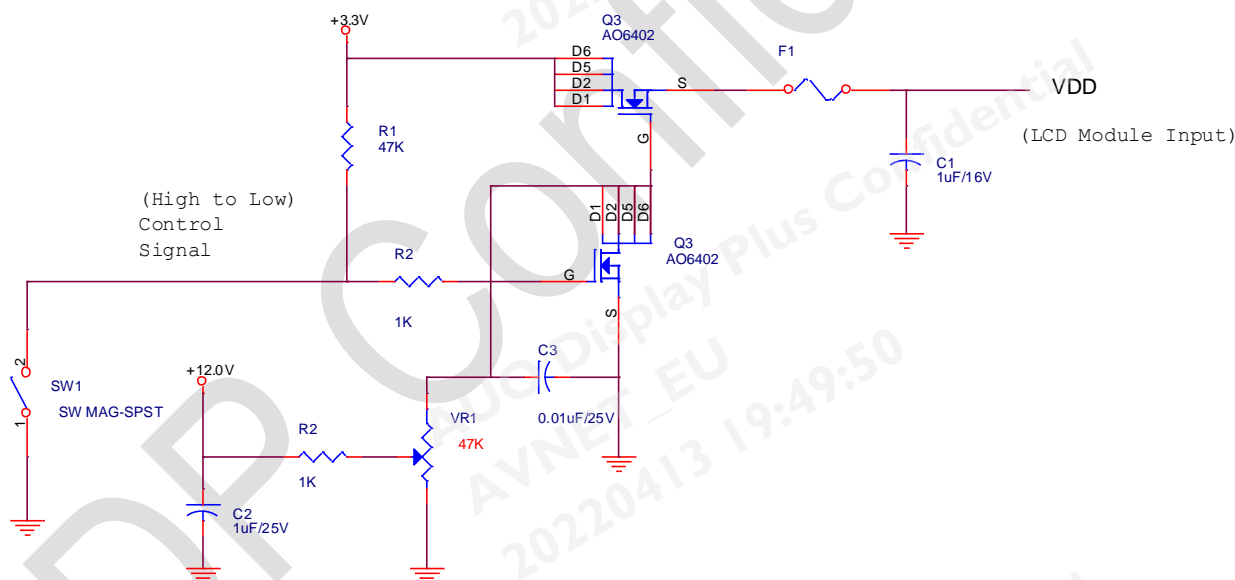 +3.3V
Q3
AO6402
D6
D5
D2
D1
S
G
F1
VDD
(LCD Module Input)
R1
47K
C1
1uF/16V
(High to Low)
Control
Signal
D1
D2
D5
D6
Q3
AO6402
R2
1K
G
S
C3
0.01uF/25V
+12.0V
2
1
SW1
SW MAG-SPST
R2
1K
VR1
47K
C2
1uF/25V
DP Confi
AUO Display Plus Confidential
AVNET_EU
20220413 19:49:50